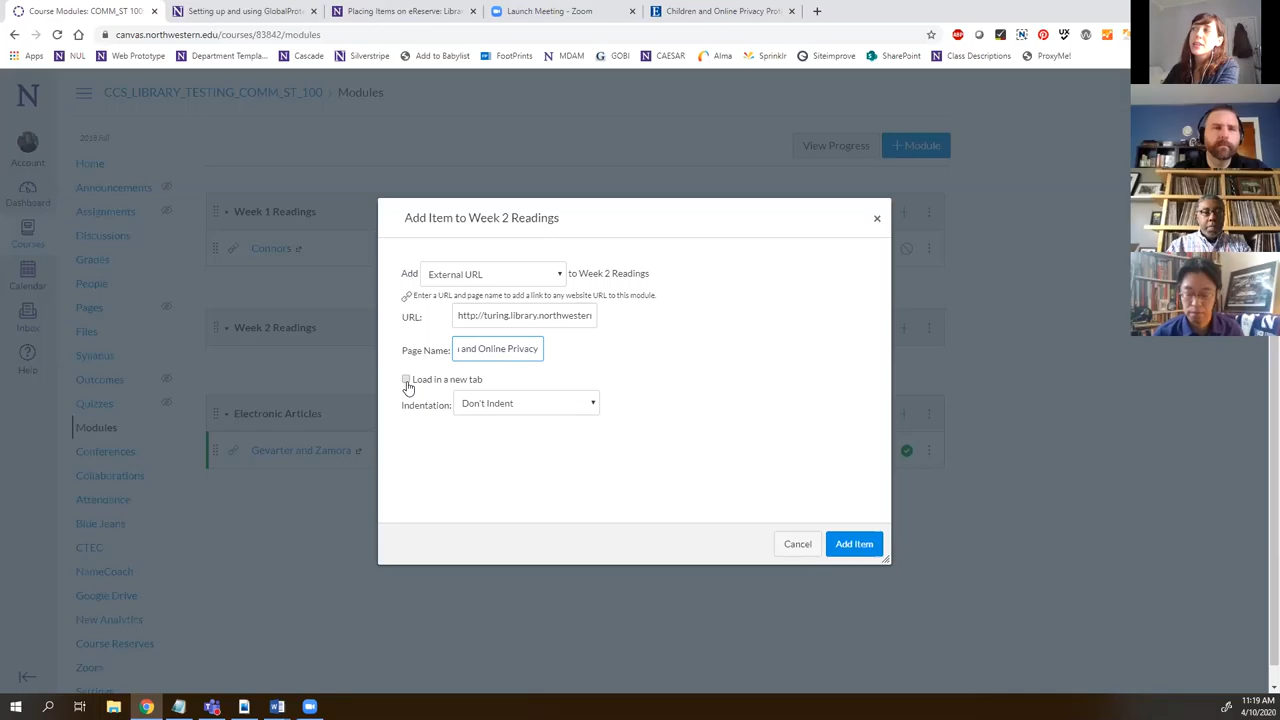 Course Modules: COMM_ST_100:
Setting up and using GlobalProte
Placing Items on eReserve: Libra
Launch Meeting - Zoom
Children and Online Privacy Prot
canvas.northwestern.edu/courses/83842/modules
Apps NUL Web Prototype Department Templa... Cascade Silverstripe Add to Babylist FootPrints MDAM GOBI CAESAR Alma Sprinklr Siteimprove SharePoint Class Descriptions ProxyMe!
CCS_LIBRARY_TESTING_COMM_ST_100 › Modules
2019 Fall
View Progress
+ Module
Account
Dashboard
Courses
Calendar
Inbox
Help
Home
Announcements
Assignments
Discussions
Grades
People
Pages
Files
Syllabus
Outcomes
Quizzes
Modules
Conferences
Collaborations
Attendance
Blue Jeans
CTEC
NameCoach
Google Drive
New Analytics
Course Reserves
Zoom
Settings
Week 1 Readings
Connors
Week 2 Readings
Electronic Articles
Gevarter and Zamora
Add Item to Week 2 Readings
Add External URL to Week 2 Readings
Enter a URL and page name to add a link to any website URL to this module.
URL: http://turing.library.northwestern
Page Name: and Online Privacy
Load in a new tab
Indentation: Don't Indent
Cancel
Add Item
11:19 AM
4/10/2020